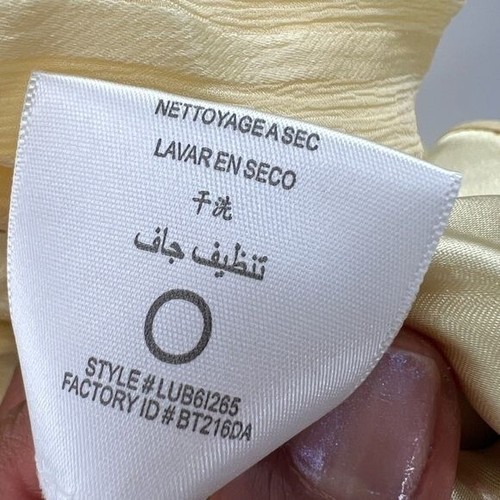 NETTOYAGE A SEC
LAVAR EN SECO
干洗
تنظيف جاف
STYLE # LUB6I265
FACTORY ID # BT216DA